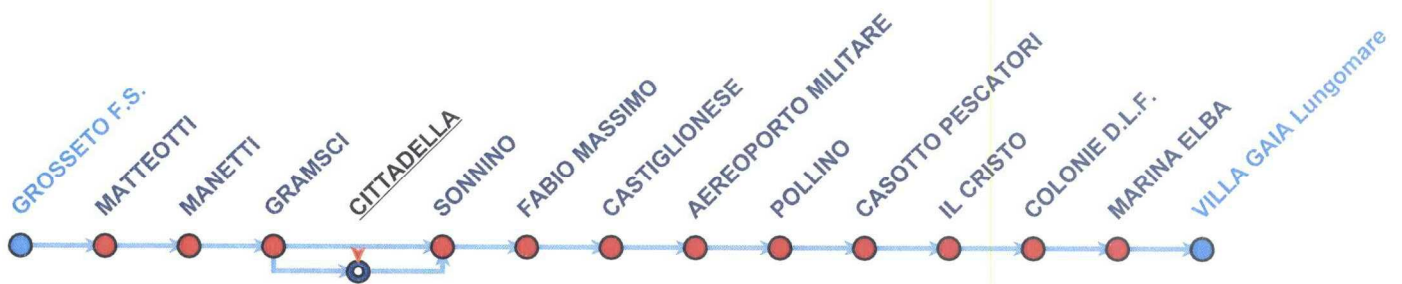 GROSSETO F.S.
MATTEOTTI
MANETTI
GRAMSCI
CITTADELLA
SONNINO
FABIO MASSIMO
CASTIGLIONESE
AEREOPORTO MILITARE
POLLINO
CASOTTO PESCATORI
IL CRISTO
COLONIE D.L.F.
MARINA ELBA
VILLA GAIA Lungomare